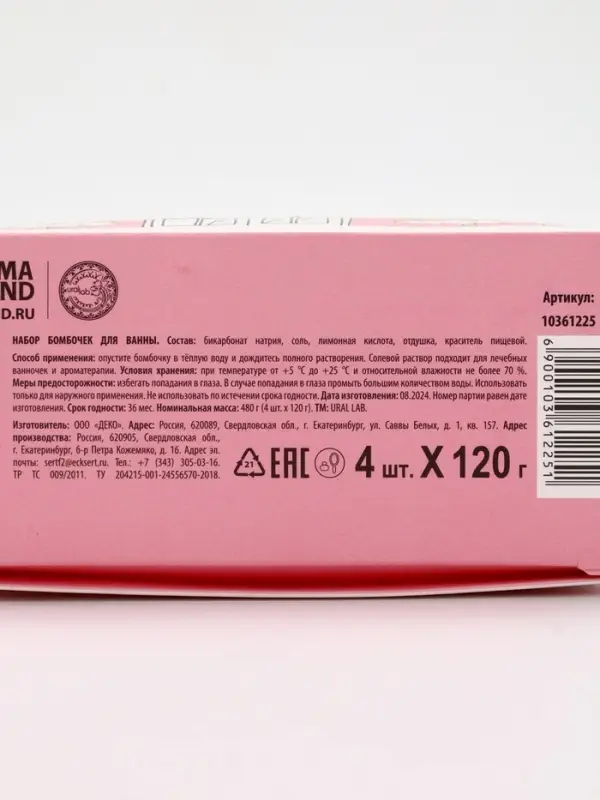 MA
ND
D.RU
ural lab
Артикул:
10361225
НАБОР БОМБОЧЕК ДЛЯ ВАННЫ. Состав: бикарбонат натрия, соль, лимонная кислота, отдушка, краситель пищевой.
Способ применения: опустите бомбочку в тёплую воду и дождитесь полного растворения. Солевой раствор подходит для лечебных
ванночек и ароматерапии. Условия хранения: при температуре от +5 °С до +25 °С и относительной влажности не более 70 %.
Меры предосторожности: избегать попадания в глаза. В случае попадания в глаза промыть большим количеством воды. Использовать
только для наружного применения. Не использовать по истечении срока годности. Дата изготовления: 08.2024. Номер партии равен дате
изготовления. Срок годности: 36 мес. Номинальная масса: 480 г (4 шт. x 120 г). ТМ: URAL LAB.
Изготовитель: ООО «ДЕКО». Адрес: Россия, 620089, Свердловская обл., г. Екатеринбург, ул. Саввы Белых, д. 1, кв. 157. Адрес
производства: Россия, 620905, Свердловская обл.,
г. Екатеринбург, б-р Петра Кожемяко, д. 16. Адрес эл.
почты: sertf2@ecksert.ru. Тел.: +7 (343) 305-03-16.
ТР ТС 009/2011. ТУ 204215-001-24556570-2018.
21
EAC
4 шт. X 120 г
6900103612251